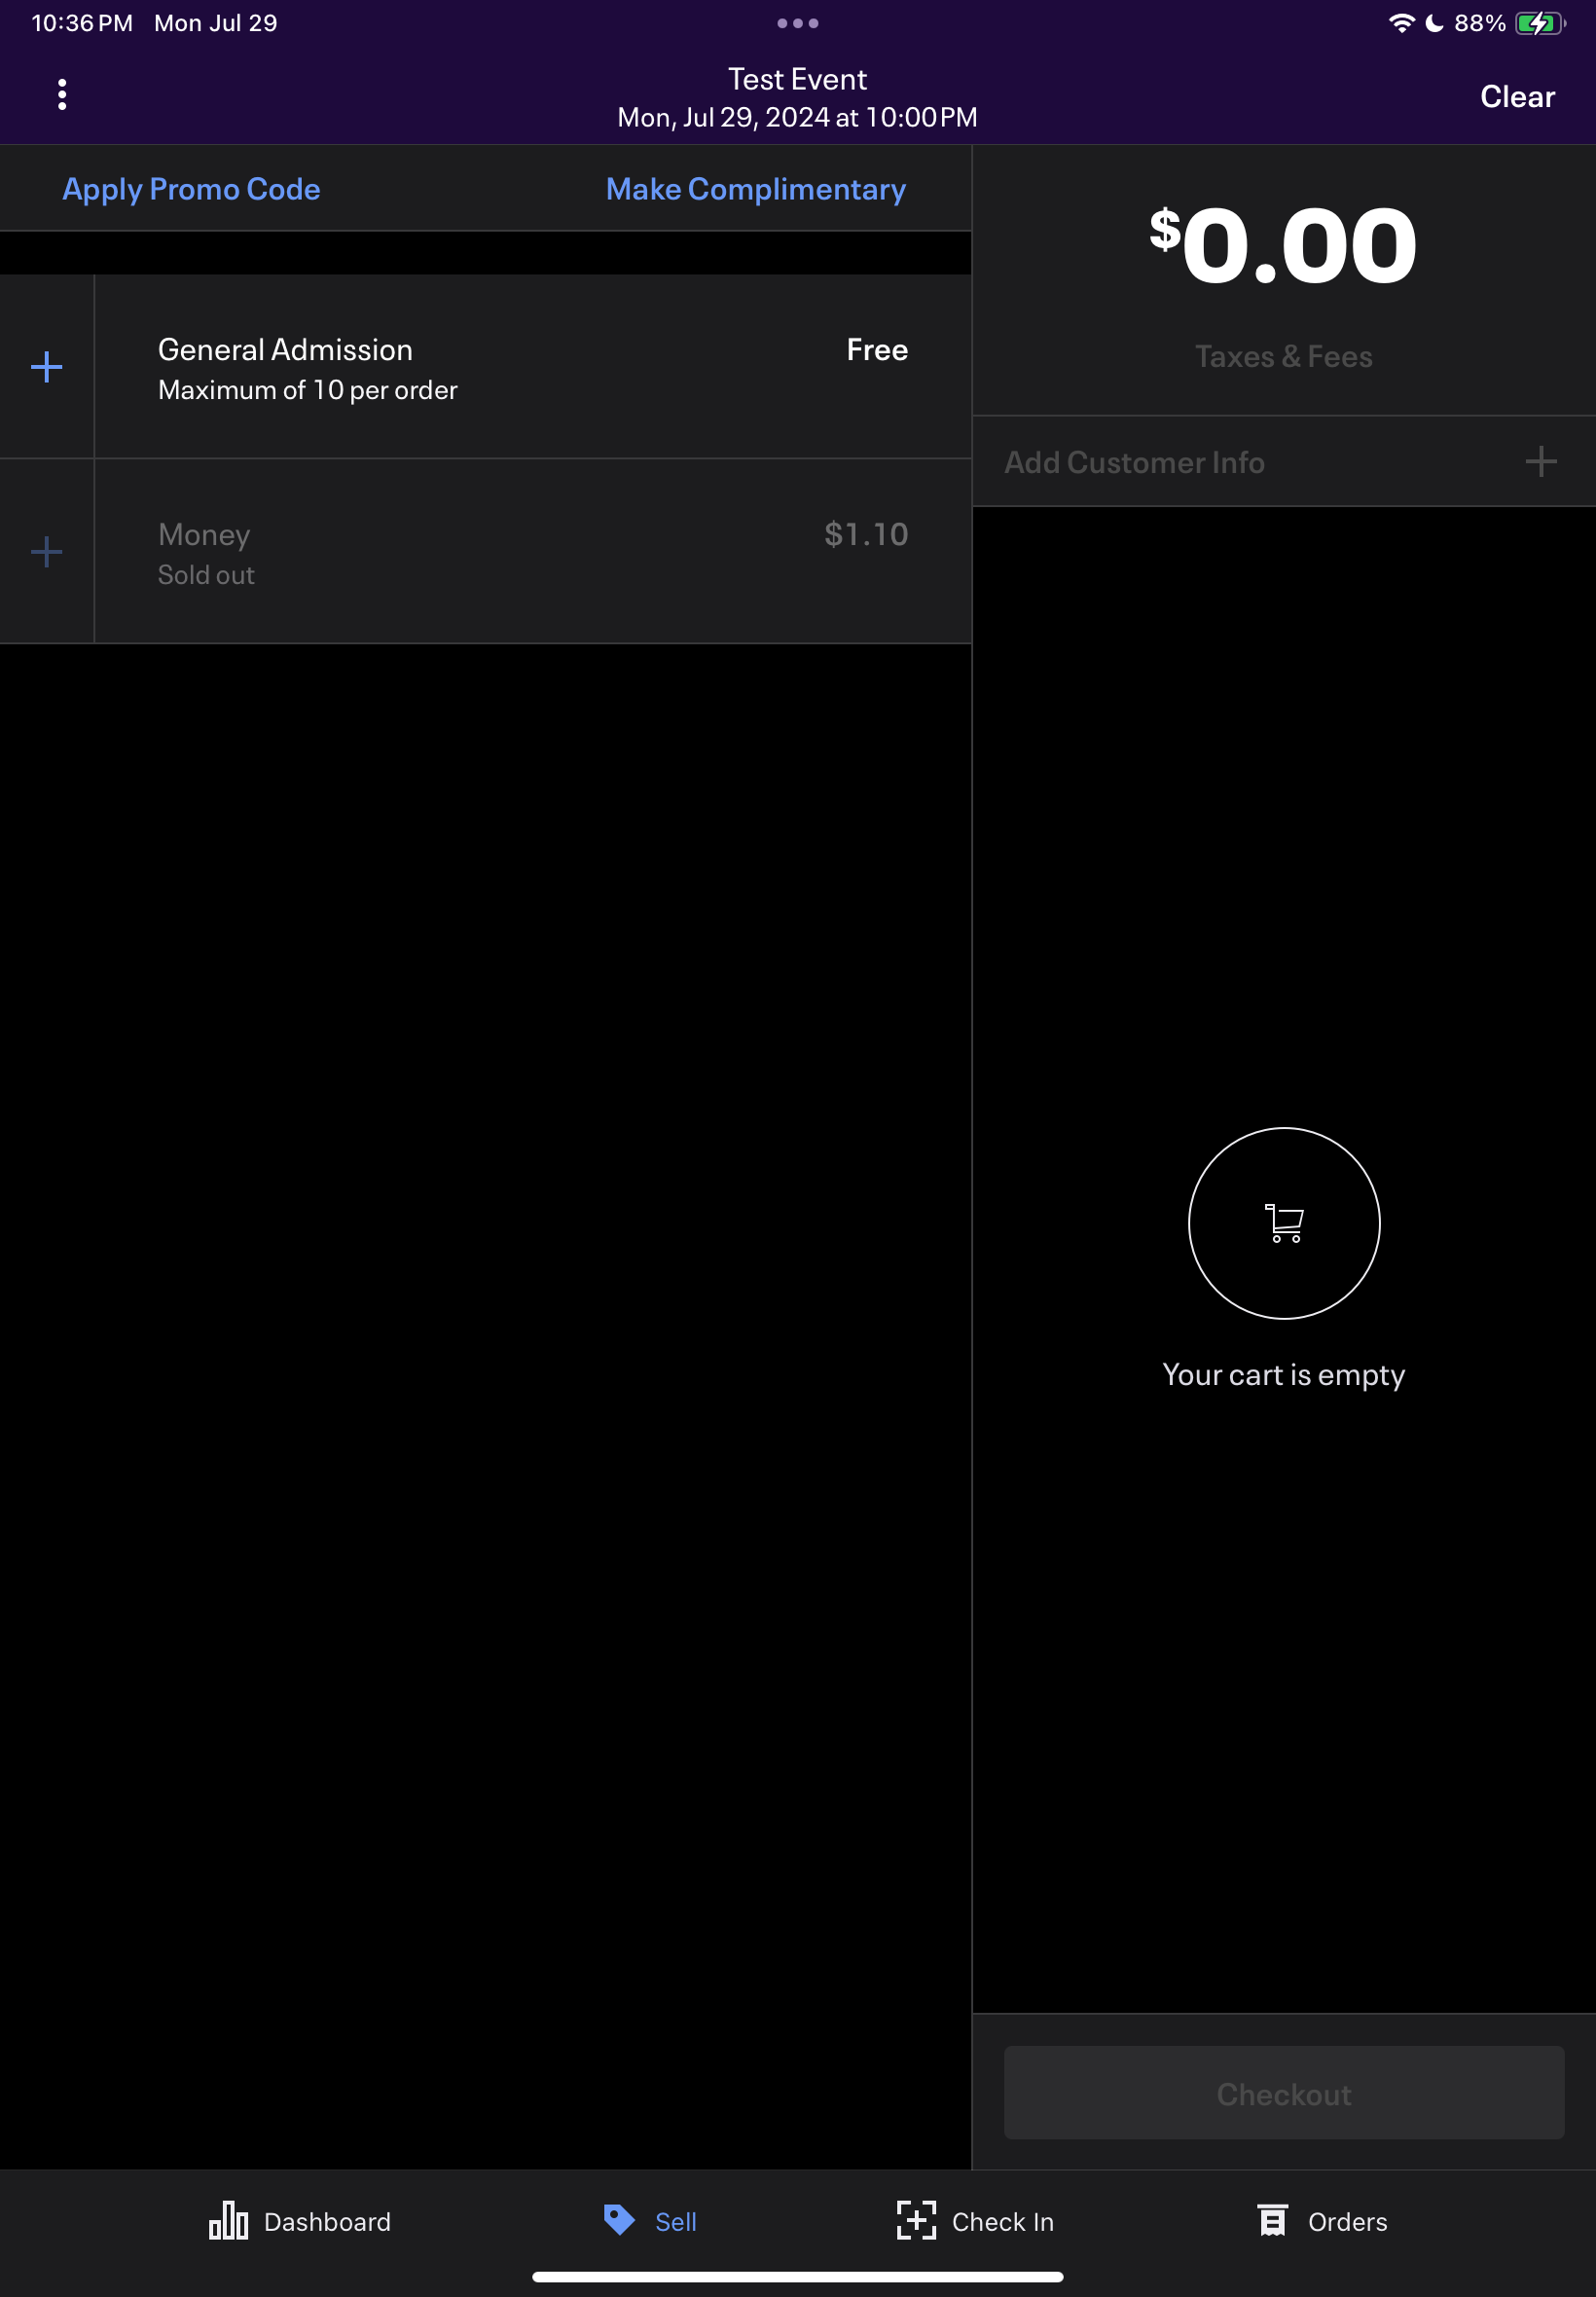 10:36 PM Mon Jul 29
88%
Test Event
Mon, Jul 29, 2024 at 10:00 PM
Clear
Apply Promo Code
Make Complimentary
General Admission
Free
Maximum of 10 per order
Money
$1.10
Sold out
$0.00
Taxes & Fees
Add Customer Info
Your cart is empty
Checkout
Dashboard
Sell
Check In
Orders